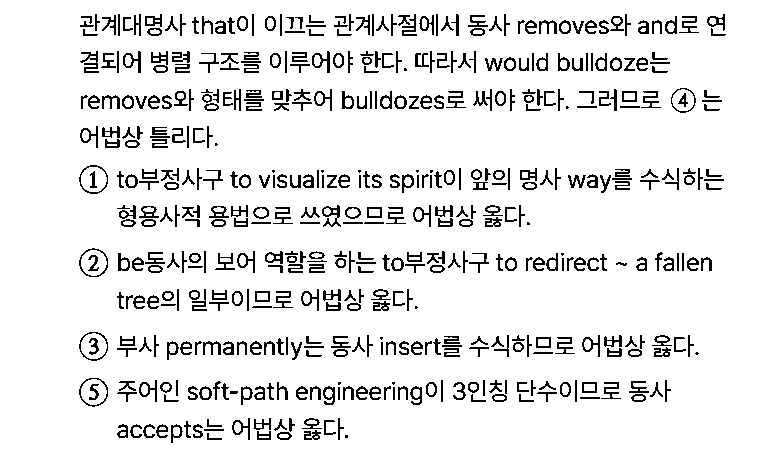 관계대명사 that이 이끄는 관계사절에서 동사 removes와 and로 연
결되어 병렬 구조를 이루어야 한다. 따라서 would bulldoze는
removes와 형태를 맞추어 bulldozes로 써야 한다. 그러므로 ④는
어법상 틀리다.
① to부정사구 to visualize its spirit이 앞의 명사 way를 수식하는
형용사적 용법으로 쓰였으므로 어법상 옳다.
② be동사의 보어 역할을 하는 to부정사구 to redirect ~ a fallen
tree의 일부이므로 어법상 옳다.
③ 부사 permanently는 동사 insert를 수식하므로 어법상 옳다.
⑤ 주어인 soft-path engineering이 3인칭 단수이므로 동사
accepts는 어법상 옳다.